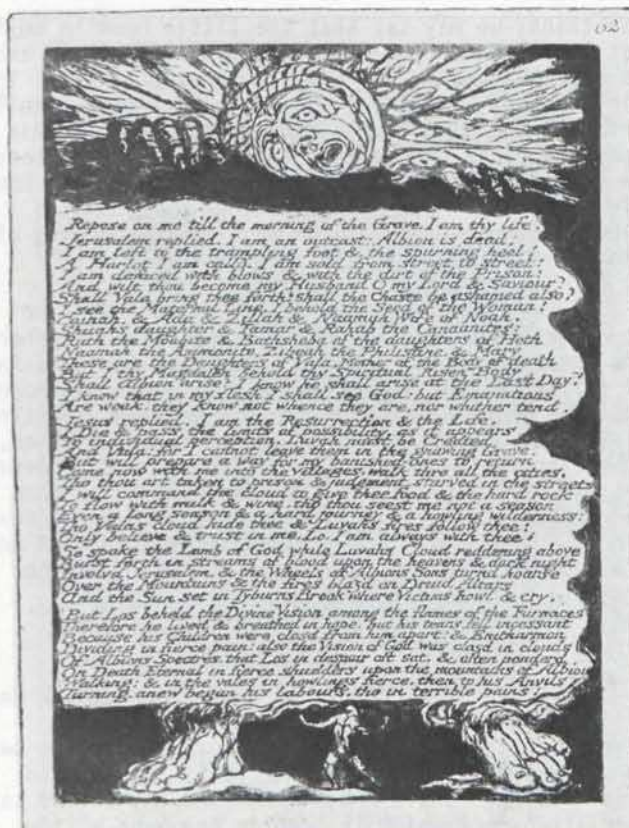 62
Repose on me till the morning of the Grave. I am thy life.
Jerusalem replied. I am an outcast: Albion is dead;
I am left to the trampling foot & the spurning heel!
A Harlot I am calld. I am sold from street to street!
I am defaced with blows & with the dirt of the Prison!
And wilt thou become my Husband O my Lord & Saviour?
Shall Vala bring thee forth! shall the Chaste be ashamed also?
I see the Maternal Line, I behold the Seed of the Woman!
Cainah, & Ada & Zillah & Naamah Wife of Noah.
Shuahs daughter & Tamar & Rahab the Canaanites:
Ruth the Moabite & Bathsheba of the daughters of Heth
Naamah the Ammonite, Zibeah the Philistine, & Mary
These are the Daughters of Vala, Mother of the Body of death
But I thy Magdalen behold thy Spiritual Risen Body
Shall Albion arise? I know he shall arise at the Last Day!
I know that in my flesh I shall see God: but Emanations
Are weak. they know not whence they are, nor whither tend.
Jesus replied. I am the Resurrection & the Life.
I Die & pass the limits of possibility, as it appears
To individual perception. Luvah must be Created
And Vala; for I cannot leave them in the gnawing Grave.
But will prepare a way for my banished-ones to return
Come now with me into the villages. walk thro all the cities.
Tho thou art taken to prison & judgment, starved in the streets
I will command the cloud to give thee food & the hard rock
To flow with milk & wine, tho thou seest me not a season
Even a long season & a hard journey & a howling wilderness!
Tho Valas cloud hide thee & Luvahs fires follow thee!
Only believe & trust in me, Lo. I am always with thee!
So spoke the Lamb of God while Luvahs Cloud reddening above
Burst forth in streams of blood upon the heavens & dark night
Involvd Jerusalem. & the Wheels of Albions Sons turnd hoarse
Over the Mountains & the fires blazd on Druid Altars
And the Sun set in Tyburns Brook where Victims howl & cry.
But Los beheld the Divine Vision among the flames of the Furnaces
Therefore he lived & breathed in hope. but his tears fell incessant
Because his Children were closd from him apart: & Enitharmon
Dividing in fierce pain: also the Vision of God was closd in clouds
Of Albions Spectres, that Los in despair oft sat, & often ponderd
On Death Eternal in fierce shudders upon the mountains of Albion
Walking: & in the vales in howlings fierce, then to his Anvils
Turning, anew began his labours, tho in terrible pains!